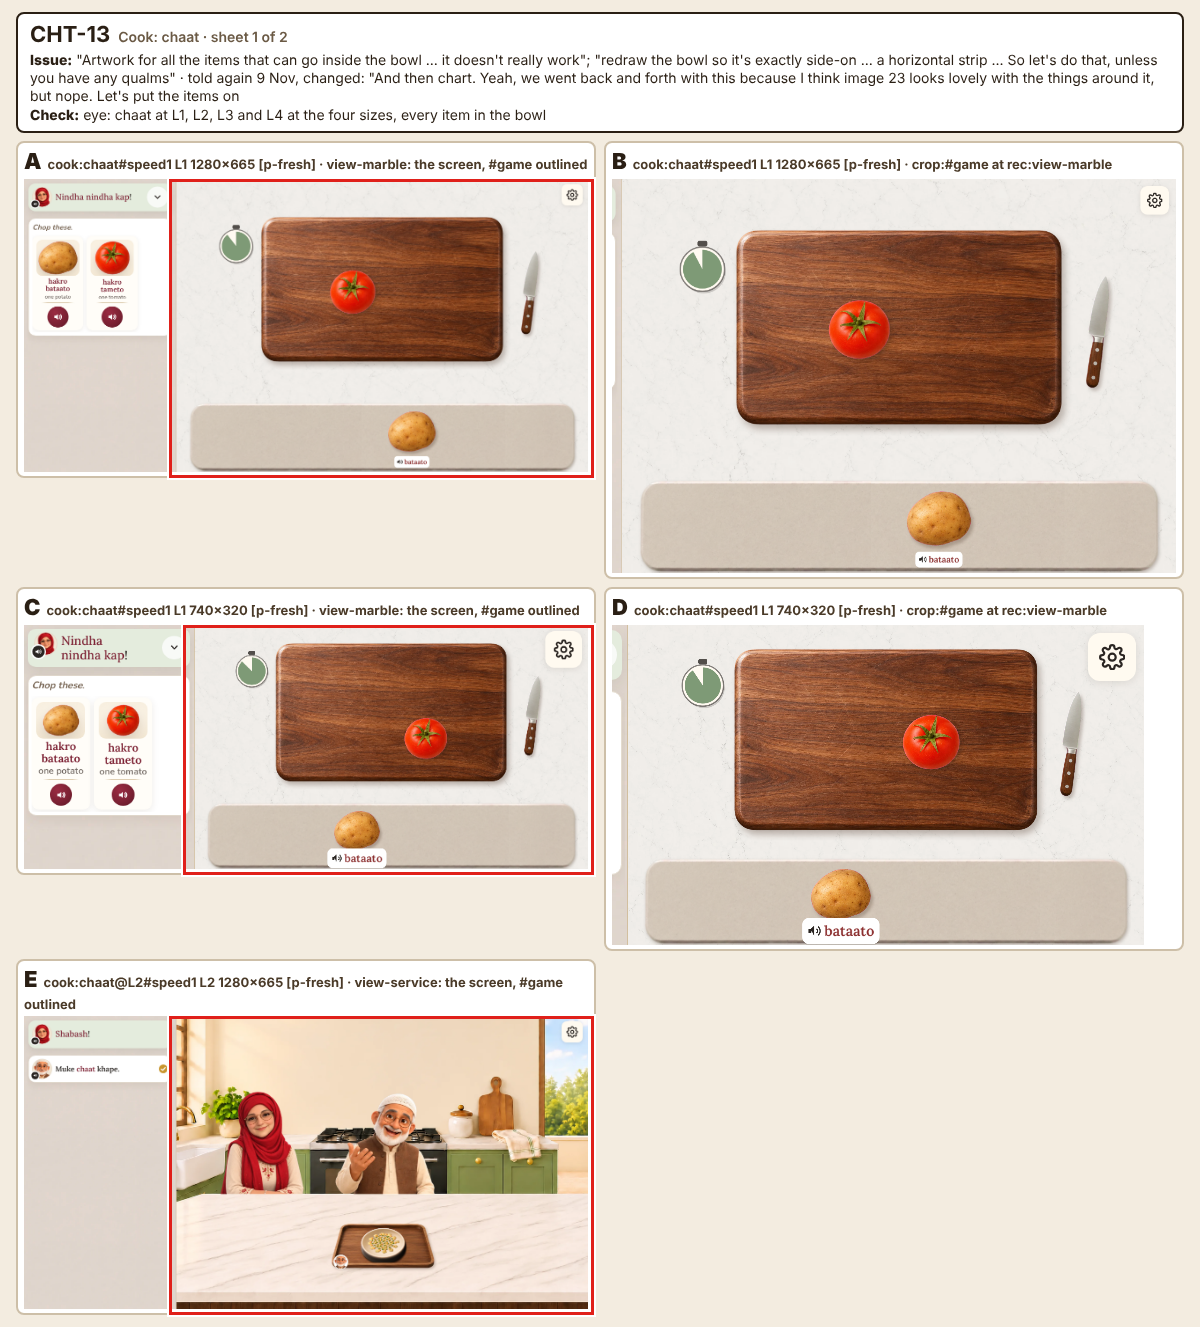 CHT-13 Cook: chaat · sheet 1 of 2
Issue: "Artwork for all the items that can go inside the bowl ... it doesn't really work"; "redraw the bowl so it's exactly side-on ... a horizontal strip ... So let's do that, unless
you have any qualms" · told again 9 Nov, changed: "And then chart. Yeah, we went back and forth with this because I think image 23 looks lovely with the things around it,
but nope. Let's put the items on
Check: eye: chaat at L1, L2, L3 and L4 at the four sizes, every item in the bowl
A cook:chaat#speed1 L1 1280×665 [p-fresh] · view-marble: the screen, #game outlined
Nindha nindha kap!
Chop these.
hakro
bataato
one potato
hakro
tameto
one tomato
bataato
B cook:chaat#speed1 L1 1280×665 [p-fresh] · crop:#game at rec:view-marble
bataato
C cook:chaat#speed1 L1 740×320 [p-fresh] · view-marble: the screen, #game outlined
Nindha
nindha kap!
Chop these.
hakro
bataato
one potato
hakro
tameto
one tomato
bataato
D cook:chaat#speed1 L1 740×320 [p-fresh] · crop:#game at rec:view-marble
bataato
E cook:chaat@L2#speed1 L2 1280×665 [p-fresh] · view-service: the screen, #game
outlined
Shabash!
Muke chaat khape.